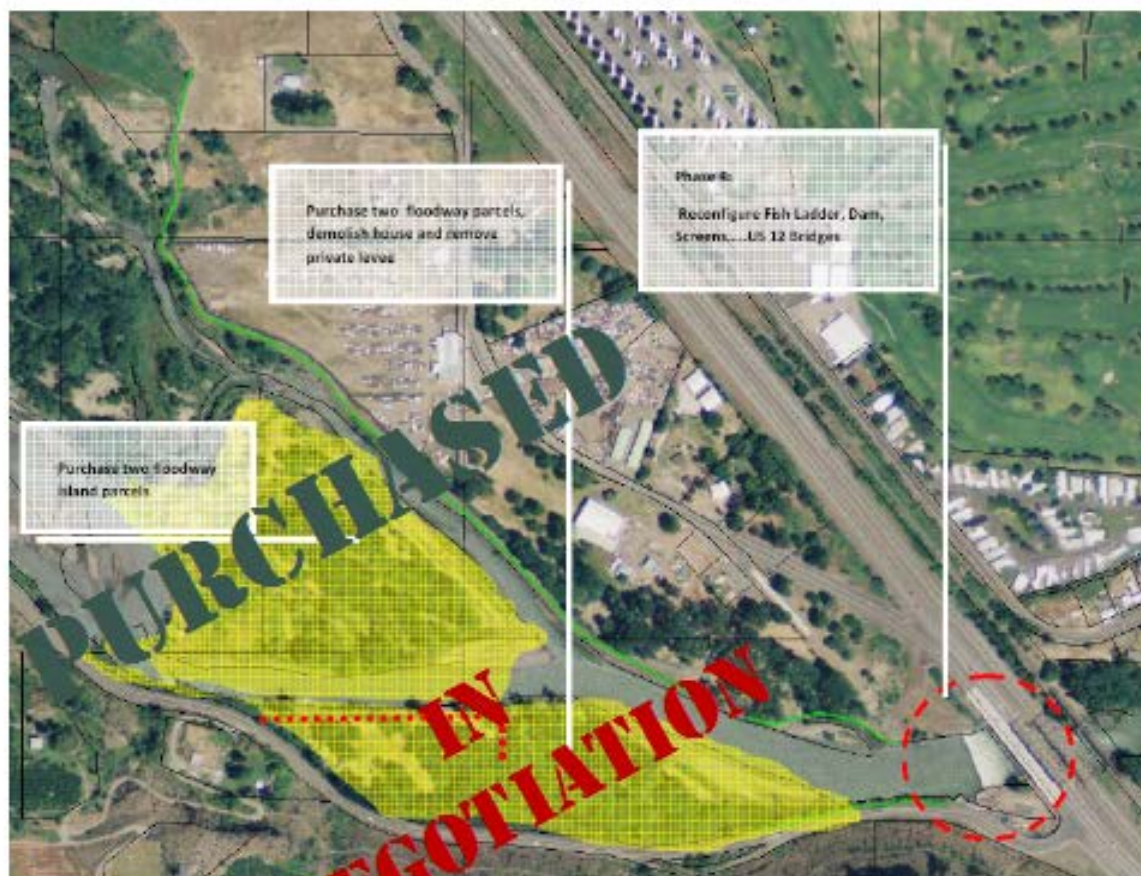 Phase 4:
Reconfigure Fish Ladder, Dam,
Screens.....US 12 Bridges
Purchase two floodway parcels,
demolish house and remove
private levee
Purchase two floodway
island parcels
PURCHASED
IN
EGOTIATION